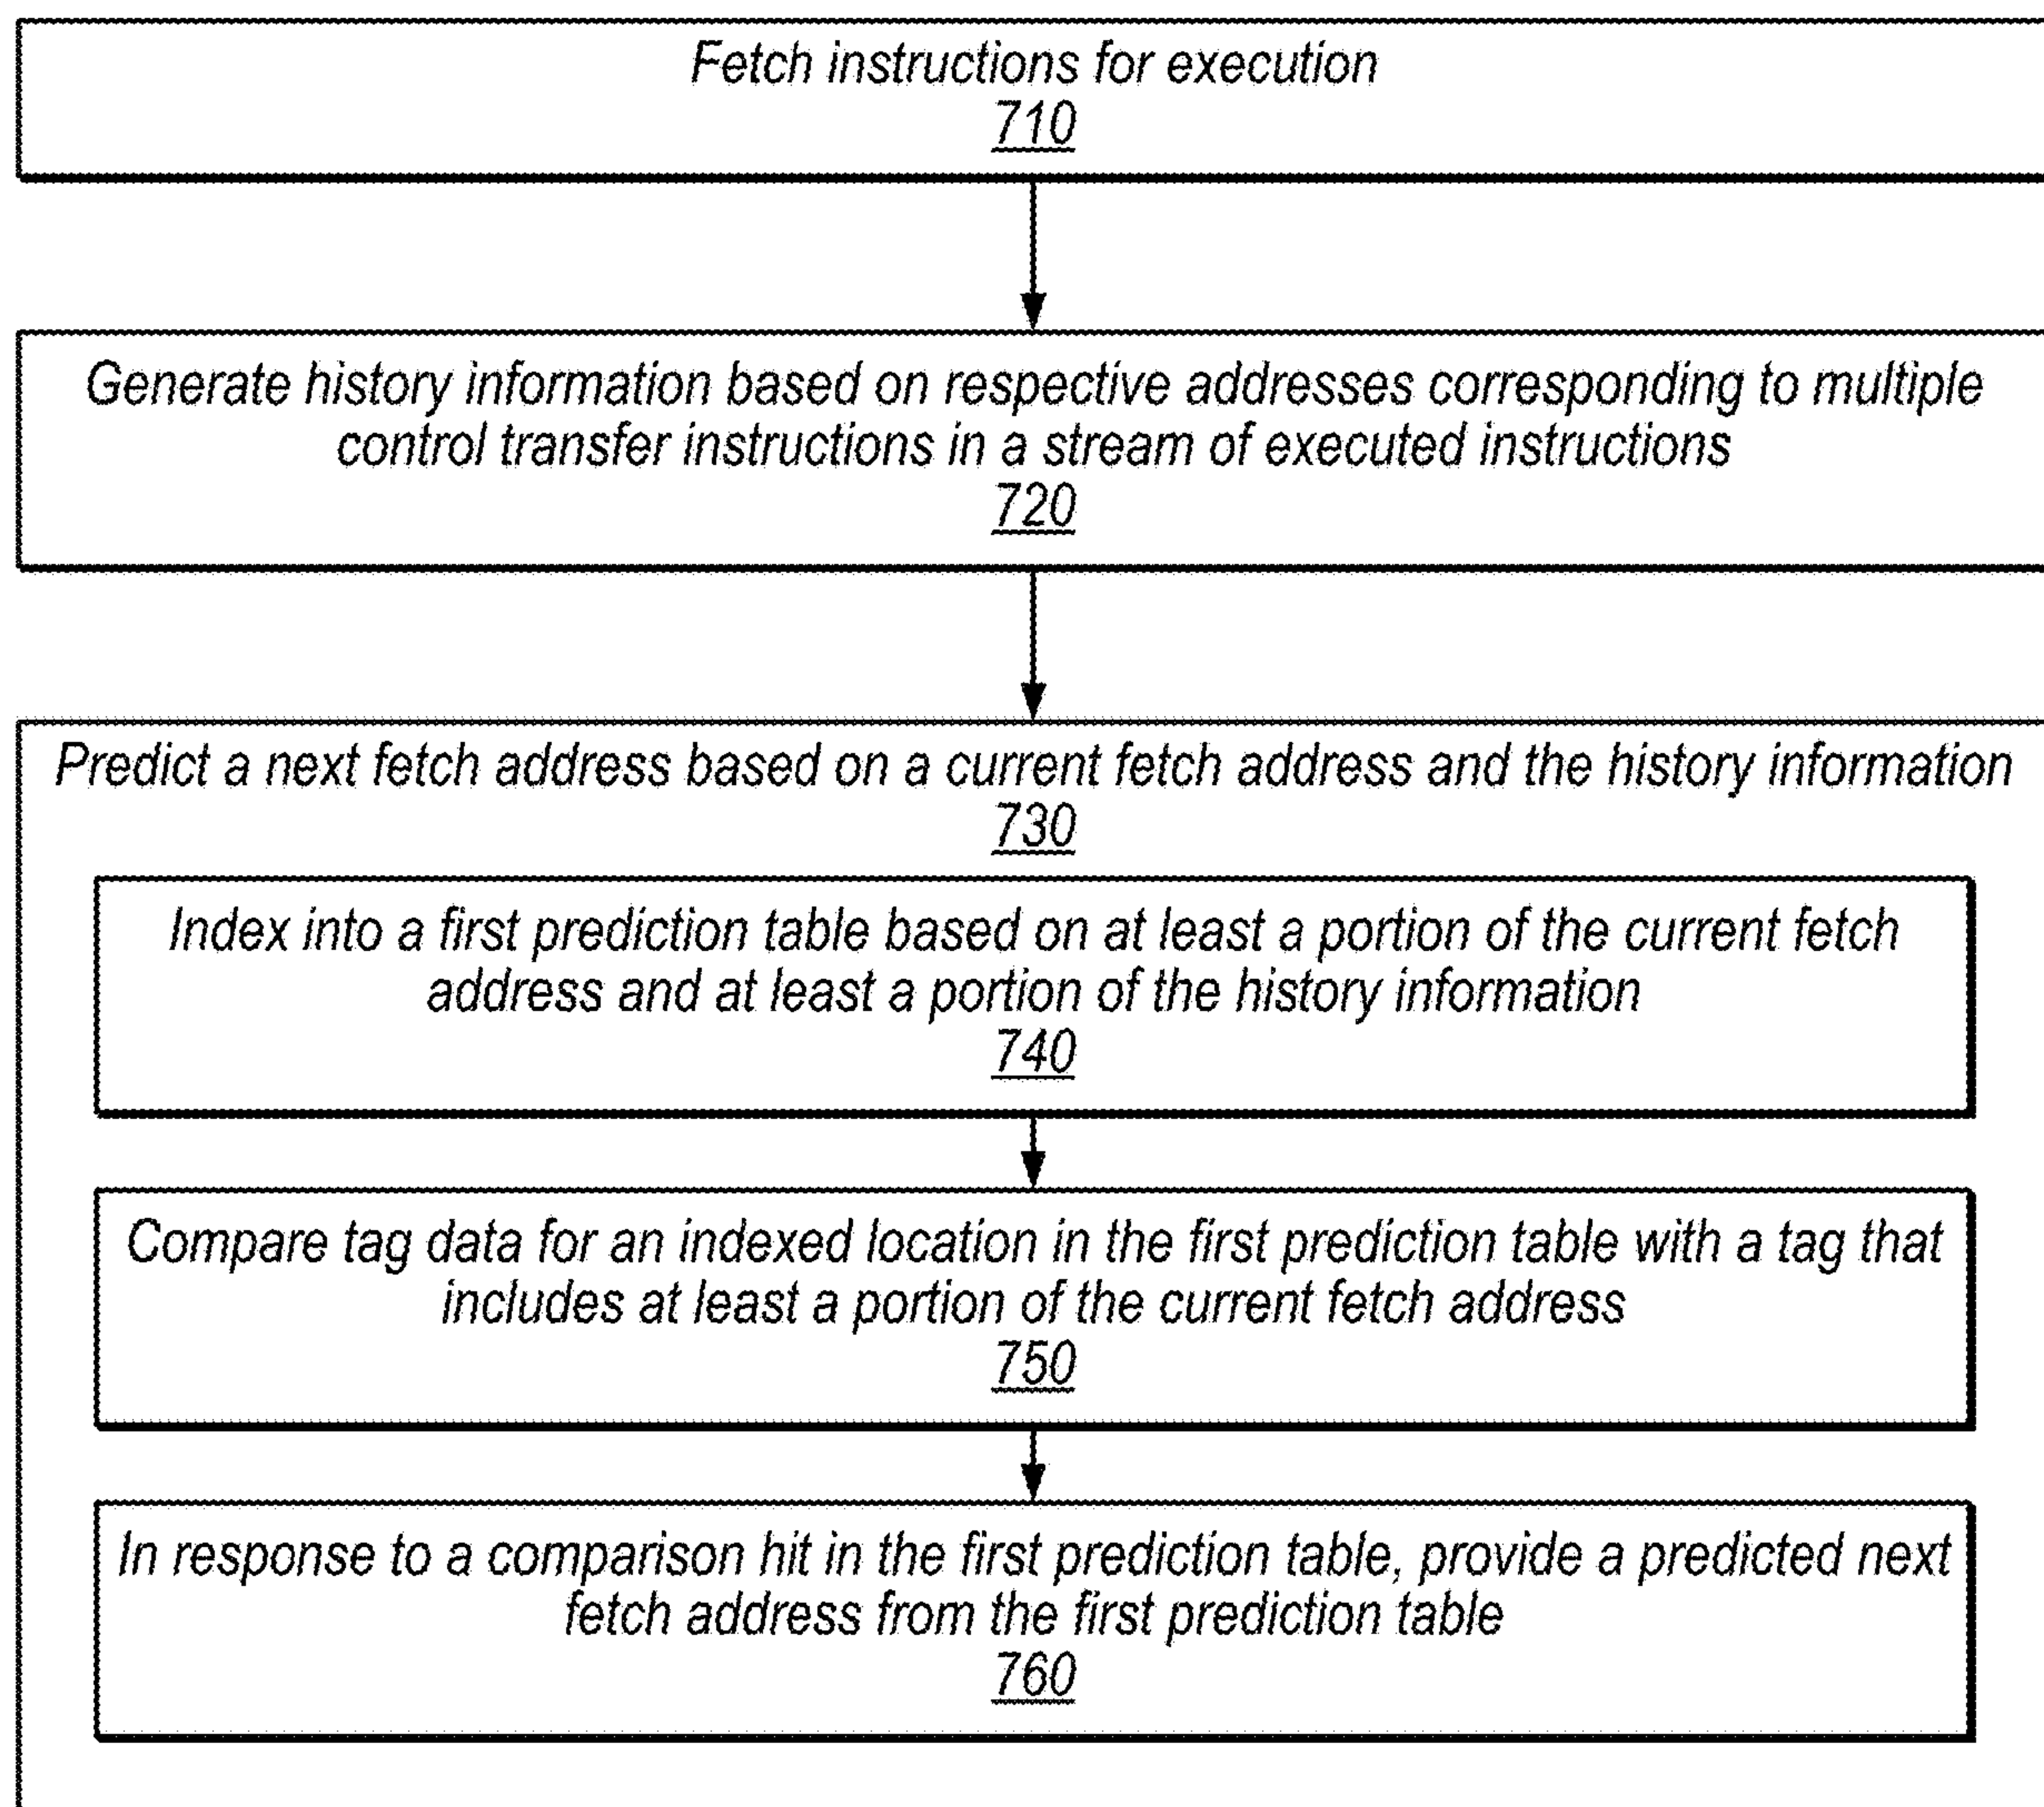 Fetch instructions for execution
710
Generate history information based on respective addresses corresponding to multiple
control transfer instructions in a stream of executed instructions
720
Predict a next fetch address based on a current fetch address and the history information
730
Index into a first prediction table based on at least a portion of the current fetch
address and at least a portion of the history information
740
Compare tag data for an indexed location in the first prediction table with a tag that
includes at least a portion of the current fetch address
750
In response to a comparison hit in the first prediction table, provide a predicted next
fetch address from the first prediction table
760